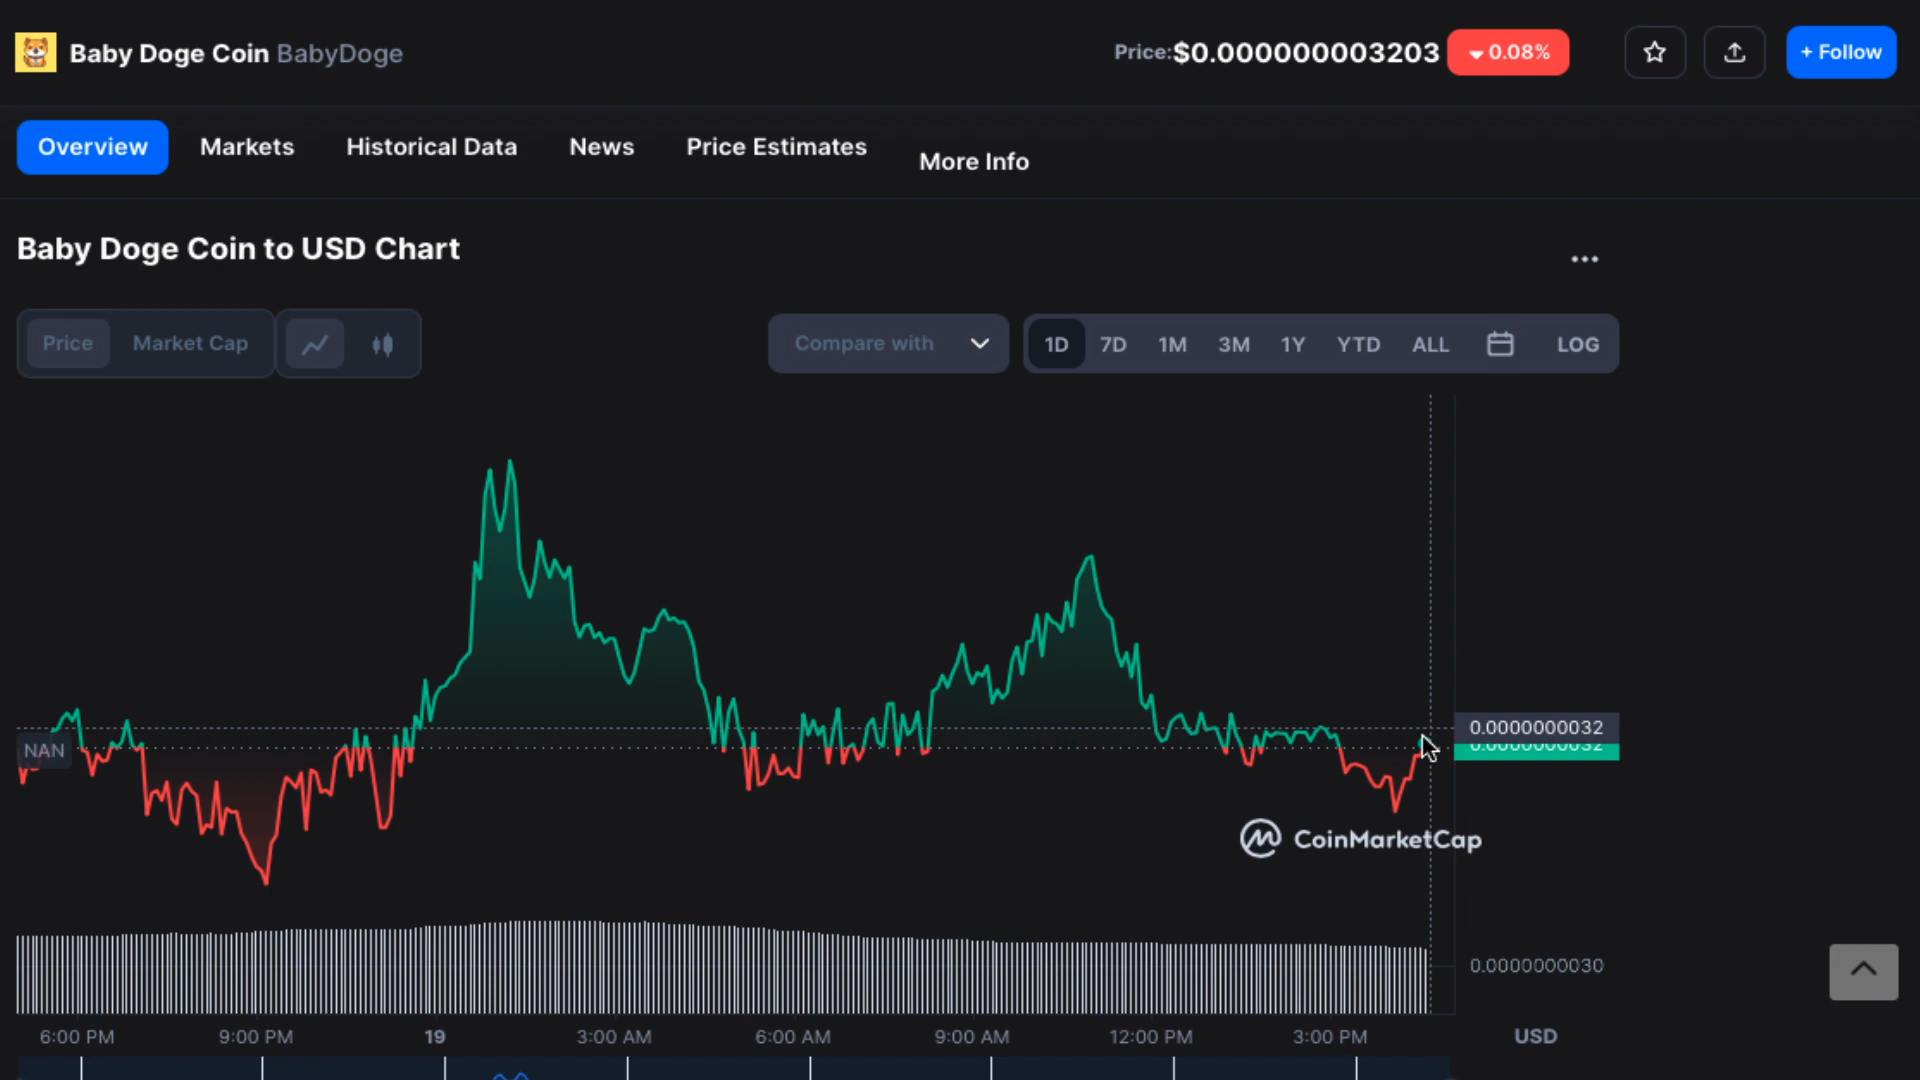 Baby Doge Coin BabyDoge Price:$0.000000003203 0.08% + Follow
Overview Markets Historical Data News Price Estimates More Info
Baby Doge Coin to USD Chart
Price Market Cap Compare with 1D 7D 1M 3M 1Y YTD ALL LOG
0.0000000032
0.0000000032
NAN
CoinMarketCap
0.0000000030
6:00 PM 9:00 PM 19 3:00 AM 6:00 AM 9:00 AM 12:00 PM 3:00 PM USD